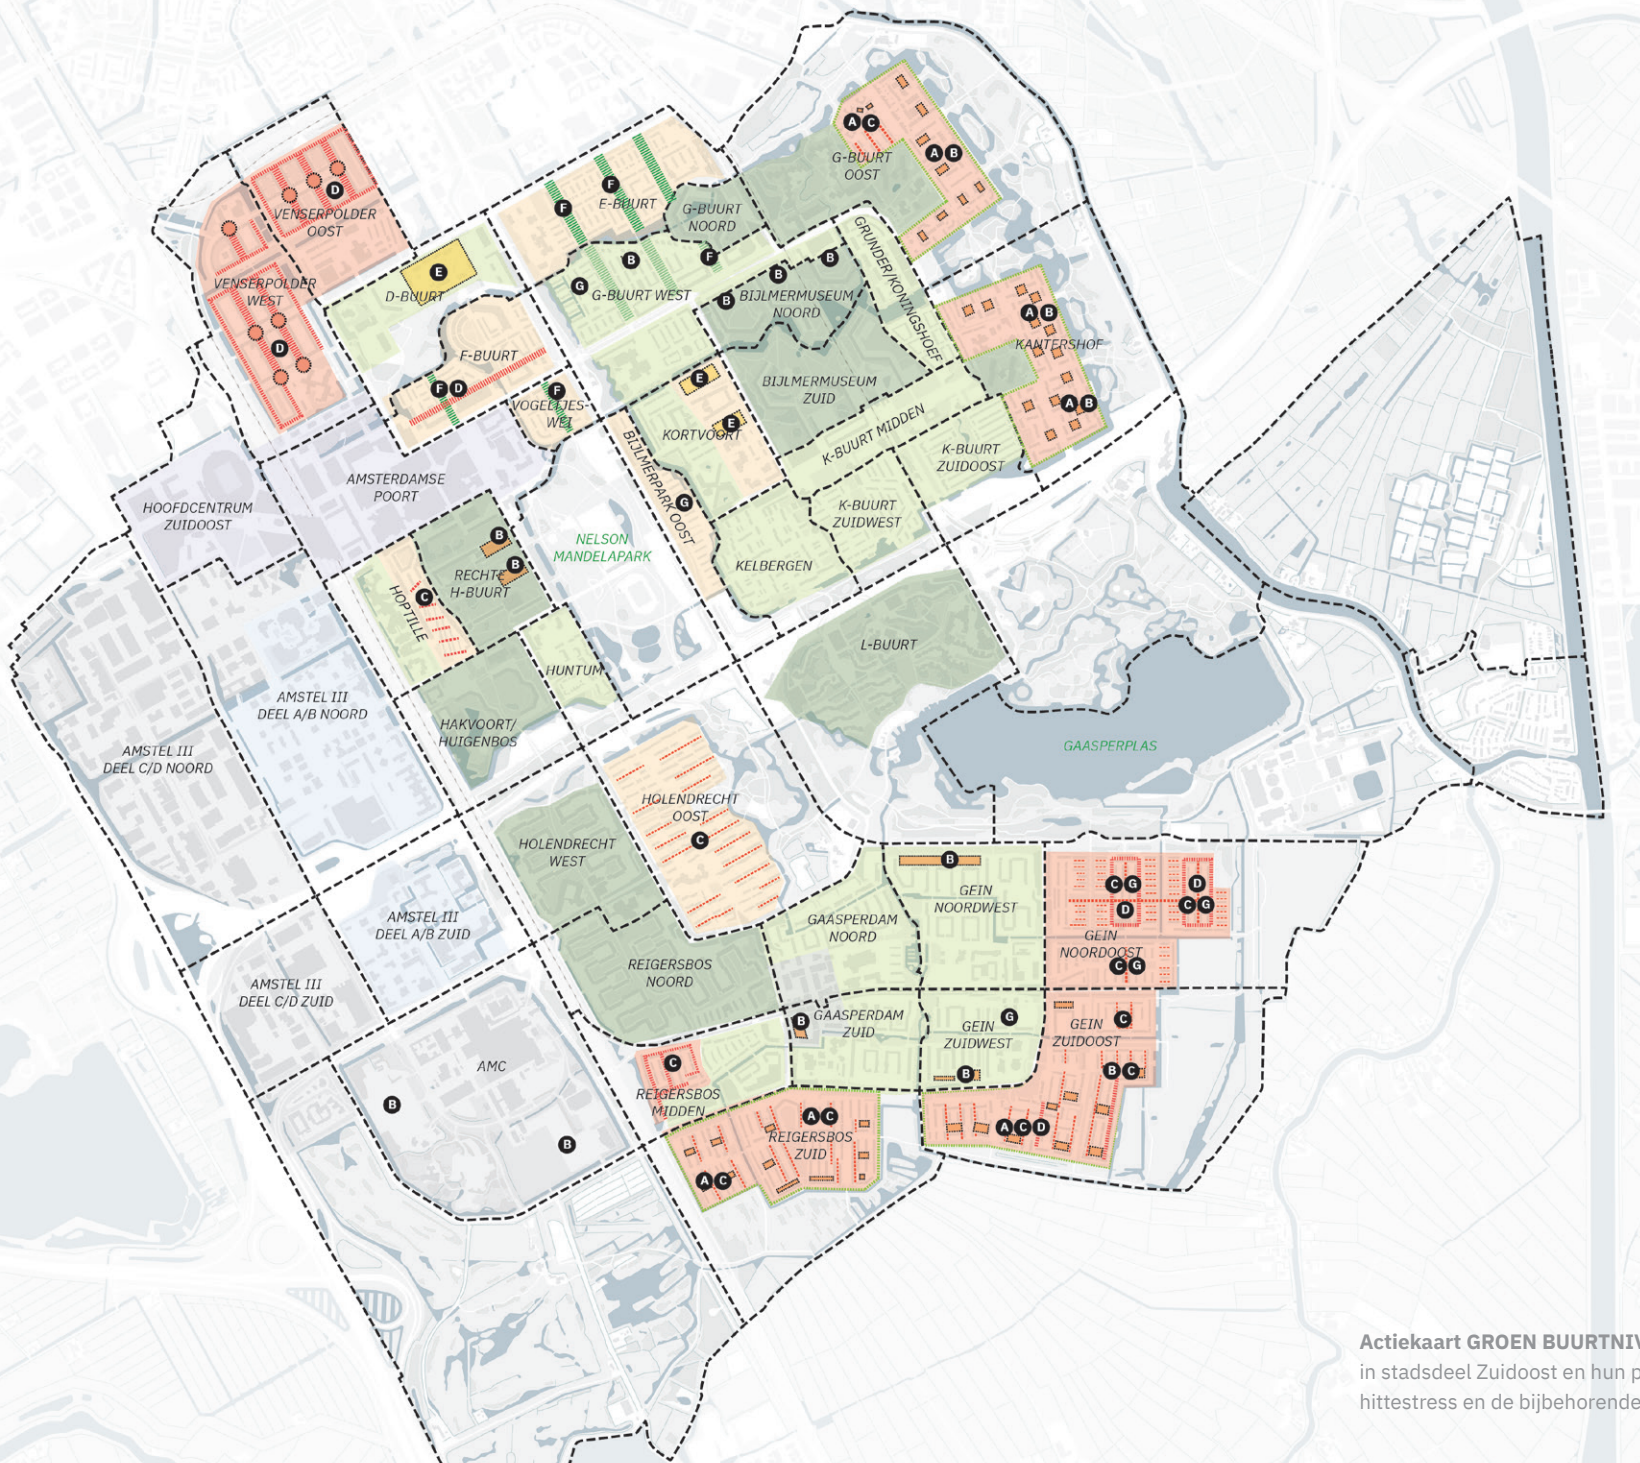 A C
A B
G-BUURT
OOST
D
VENSERPOLDER
OOST
F
F
E-BUURT
G-BUURT
NOORD
GRUNDER/KONINGSHOEF
VENSERPOLDER
WEST
E
D-BUURT
B
F
B
B
G
G-BUURT WEST
B
BIJLMERMUSEUM
NOORD
A B
KANTERSHOF
D
F-BUURT
F D
F
VOGELTJES-
WEI
E
BIJLMERMUSEUM
ZUID
A B
E
KORTVOORT
K-BUURT MIDDEN
K-BUURT
ZUIDOOST
HOOFDCENTRUM
ZUIDOOST
AMSTERDAMSE
POORT
BIJLMERPARK OOST
G
K-BUURT
ZUIDWEST
NELSON
MANDELAPARK
KELBERGEN
B
B
RECHTE
H-BUURT
C
HOPTILLE
HUNTUM
L-BUURT
AMSTEL III
DEEL A/B NOORD
HAKVOORT/
HUIGENBOS
AMSTEL III
DEEL C/D NOORD
GAASPERPLAS
HOLENDRECHT
OOST
C
HOLENDRECHT
WEST
B
GEIN
NOORDWEST
C G
D
D
C G
GEIN
NOORDOOST
C G
AMSTEL III
DEEL A/B ZUID
GAASPERDAM
NOORD
REIGERSBOS
NOORD
AMSTEL III
DEEL C/D ZUID
B
GAASPERDAM
ZUID
G
GEIN
ZUIDWEST
B
GEIN
ZUIDOOST
C
B C
A C D
AMC
B
B
C
REIGERSBOS
MIDDEN
A C
REIGERSBOS
ZUID
A C
Actiekaart GROEN BUURTNIV
in stadsdeel Zuidoost en hun p
hittestress en de bijbehorende